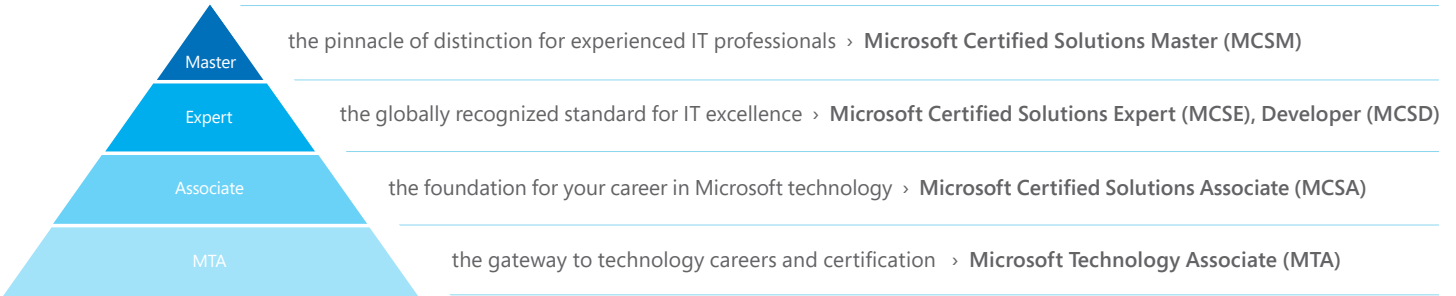 Master
the pinnacle of distinction for experienced IT professionals › Microsoft Certified Solutions Master (MCSM)
Expert
the globally recognized standard for IT excellence › Microsoft Certified Solutions Expert (MCSE), Developer (MCSD)
Associate
the foundation for your career in Microsoft technology › Microsoft Certified Solutions Associate (MCSA)
MTA
the gateway to technology careers and certification › Microsoft Technology Associate (MTA)